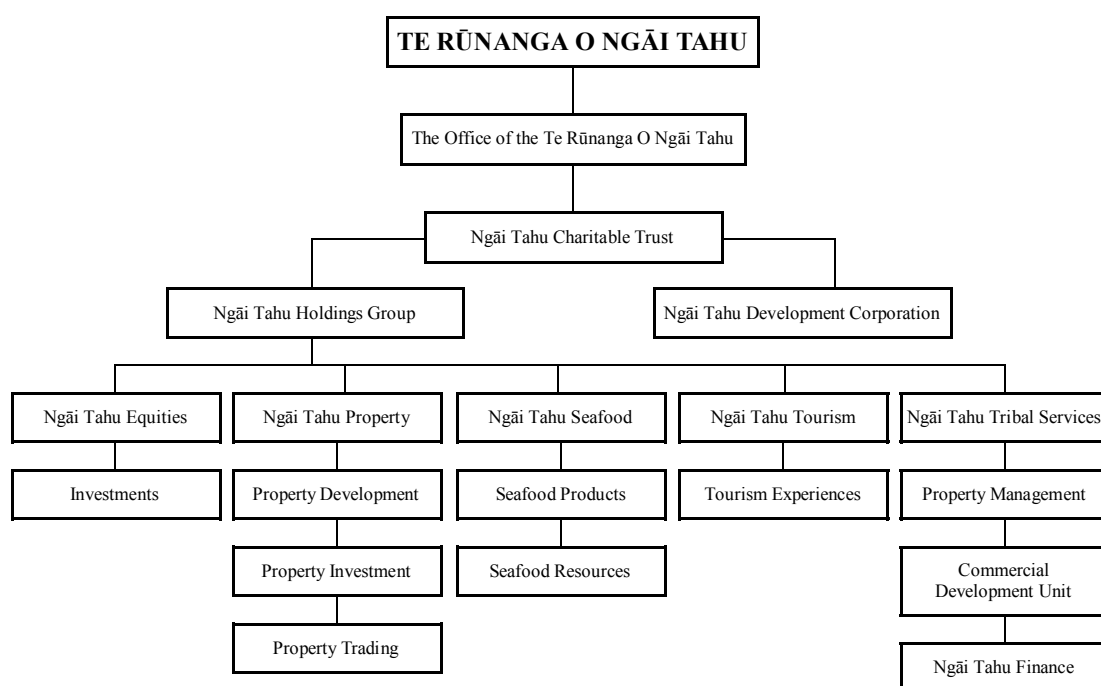 TE RŪNANGA O NGĀI TAHU
The Office of the Te Rūnanga O Ngāi Tahu
Ngāi Tahu Charitable Trust
Ngāi Tahu Holdings Group
Ngāi Tahu Development Corporation
Ngāi Tahu Equities
Ngāi Tahu Property
Ngāi Tahu Seafood
Ngāi Tahu Tourism
Ngāi Tahu Tribal Services
Investments
Property Development
Seafood Products
Tourism Experiences
Property Management
Property Investment
Seafood Resources
Commercial
Development Unit
Property Trading
Ngāi Tahu Finance